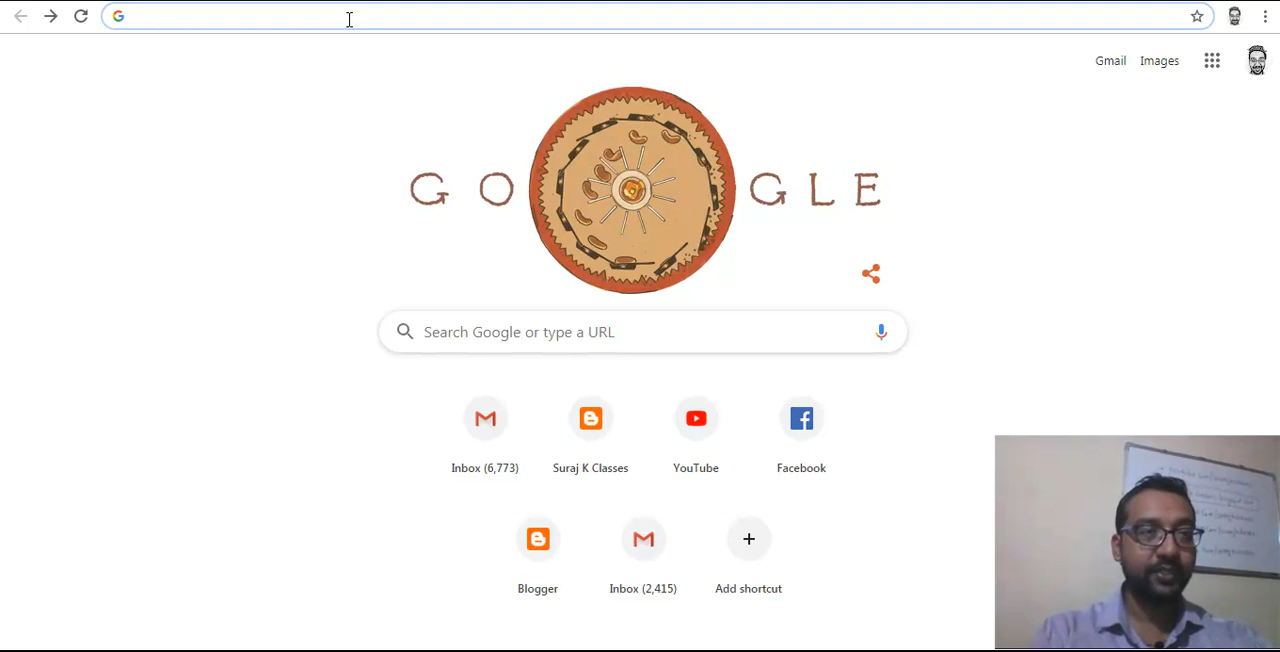 Gmail Images
G O GLE
Search Google or type a URL
Inbox (6,773) Suraj K Classes YouTube Facebook
Blogger Inbox (2,415) Add shortcut